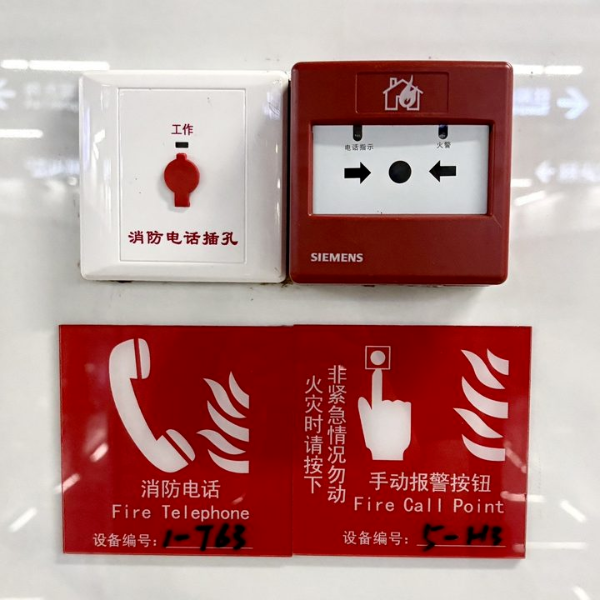 工作
消防电话插孔
电话指示
火警
SIEMENS
消防电话
Fire Telephone
设备编号: 1-T63
非紧急情况勿动
火灾时请按下
手动报警按钮
Fire Call Point
设备编号: 5-H3